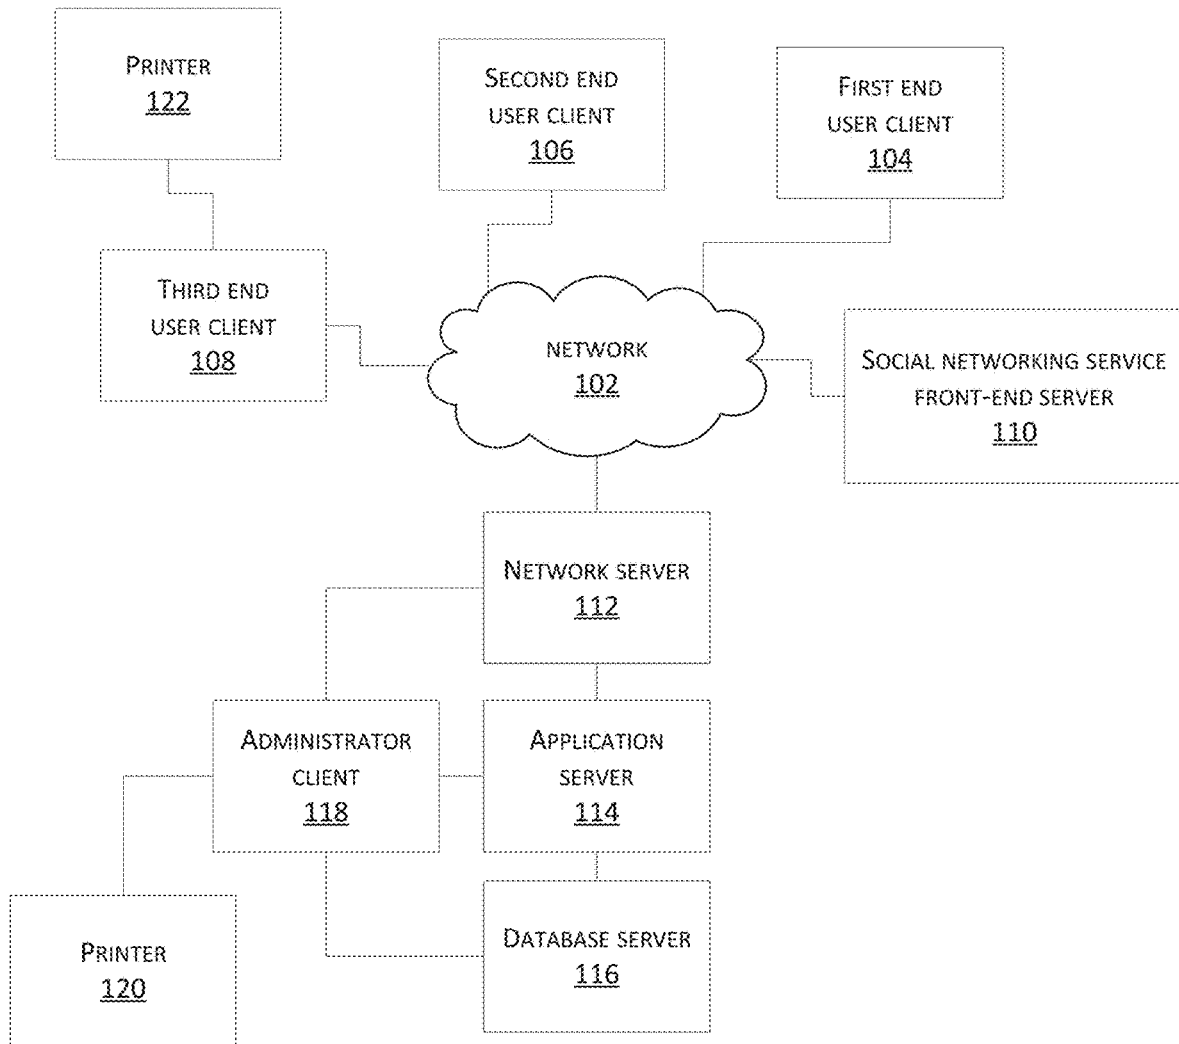 PRINTER
122
SECOND END
USER CLIENT
106
FIRST END
USER CLIENT
104
THIRD END
USER CLIENT
108
NETWORK
102
SOCIAL NETWORKING SERVICE
FRONT-END SERVER
110
NETWORK SERVER
112
ADMINISTRATOR
CLIENT
118
APPLICATION
SERVER
114
PRINTER
120
DATABASE SERVER
116